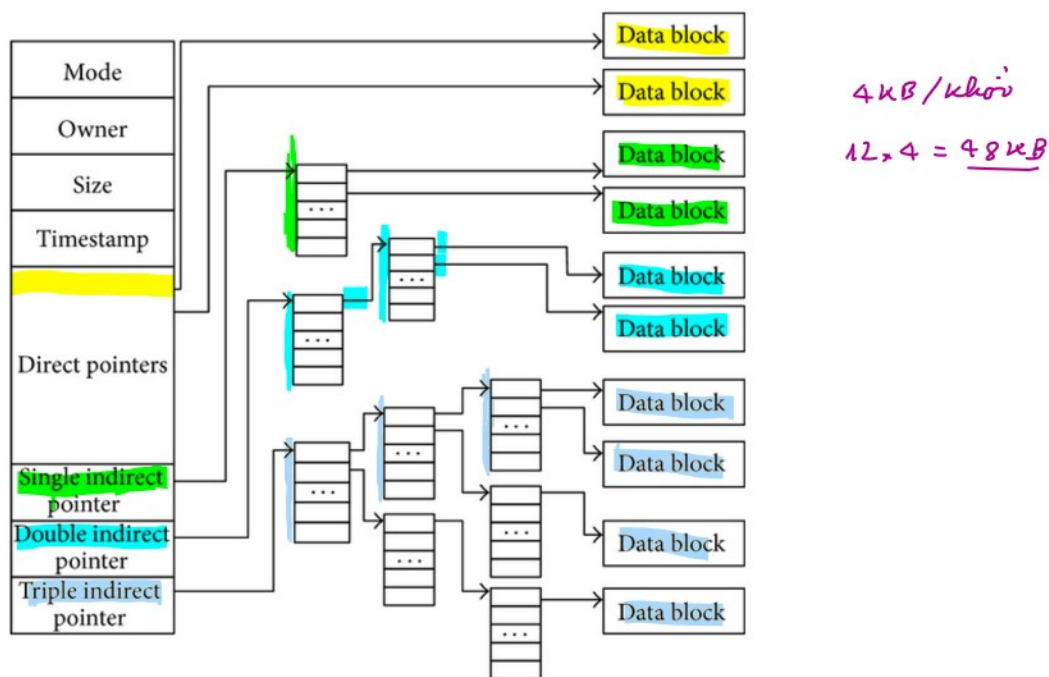 Mode
Owner
Size
Timestamp
Direct pointers
Single indirect
pointer
Double indirect
pointer
Triple indirect
pointer
...
...
...
...
...
...
...
...
...
Data block
Data block
Data block
Data block
Data block
Data block
Data block
Data block
Data block
Data block
4KB/khối
12.4 = 48KB